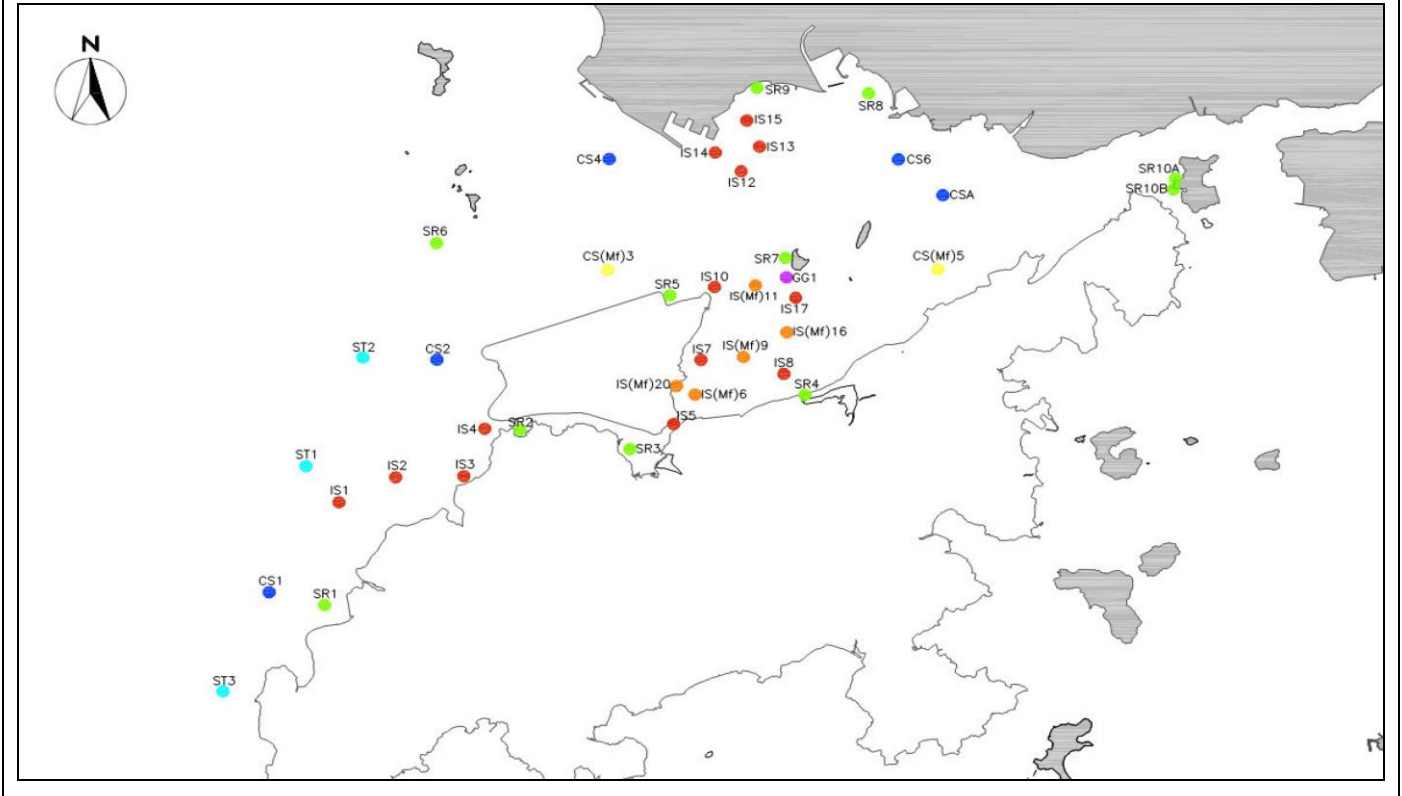 N
SR9
SR8
IS15
IS13
IS14
CS4
CS6
IS12
SR10A
SR10B
CSA
SR6
CS(Mf)3
SR7
CS(Mf)5
IS10
GG1
SR5
IS(Mf)11
IS17
IS(Mf)16
ST2
CS2
IS7
IS(Mf)9
IS8
IS(Mf)20
SR4
IS(Mf)6
IS5
IS4
SR2
SR3
ST1
IS2
IS3
IS1
CS1
SR1
ST3